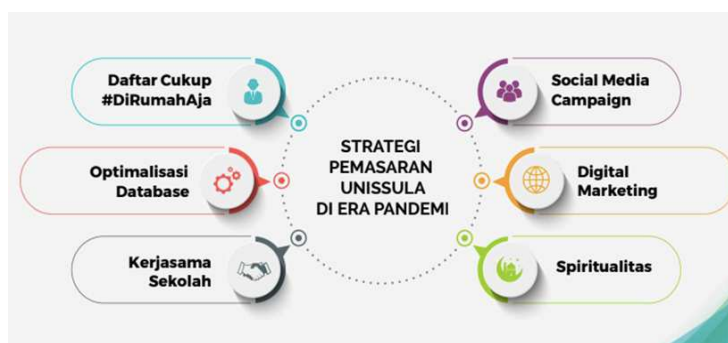 Daftar Cukup
#DiRumahAja
Optimalisasi
Database
Kerjasama
Sekolah
STRATEGI
PEMASARAN
UNISSULA
DI ERA PANDEMI
Social Media
Campaign
Digital
Marketing
Spiritualitas